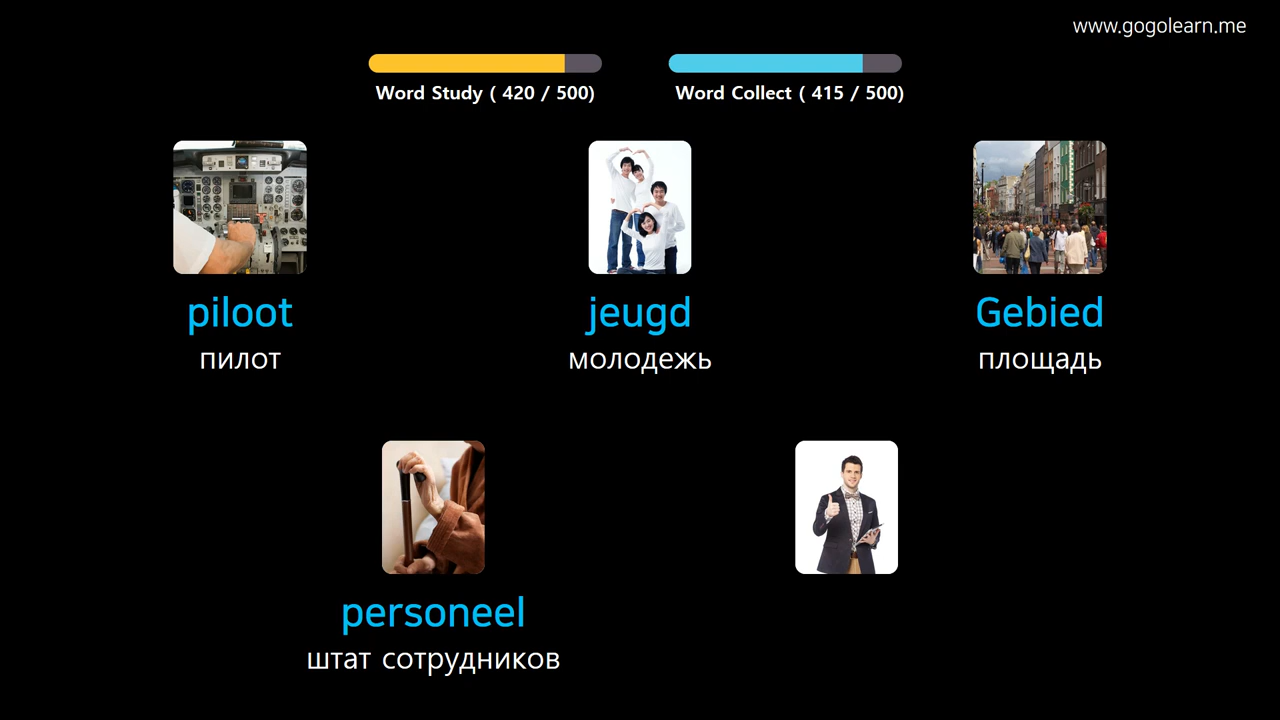 www.gogolearn.me
Word Study ( 420 / 500)
Word Collect ( 415 / 500)
piloot
пилот
jeugd
молодежь
Gebied
площадь
personeel
штат сотрудников